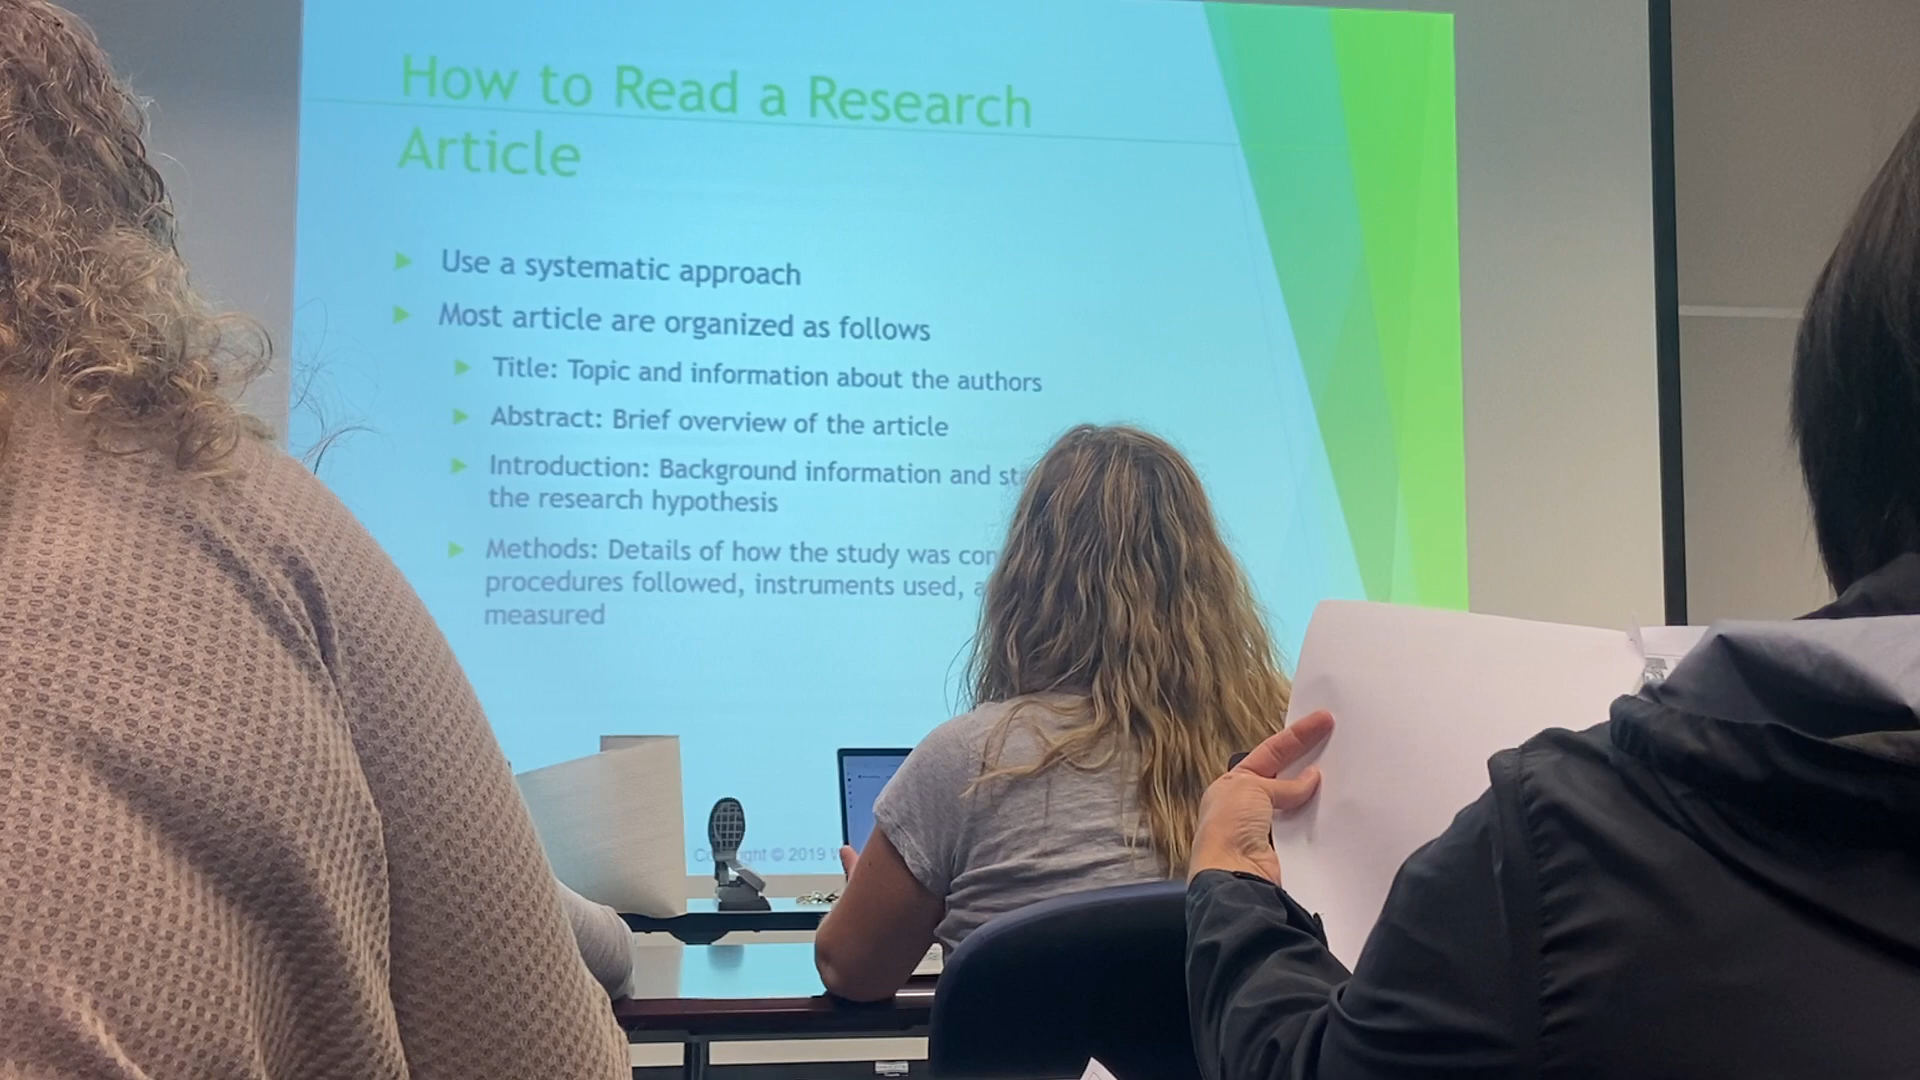 How to Read a Research
Article
Use a systematic approach
Most article are organized as follows
Title: Topic and information about the authors
Abstract: Brief overview of the article
Introduction: Background information and
the research hypothesis
Methods: Details of how the study was
procedures followed, instruments used,
measured
© 2019